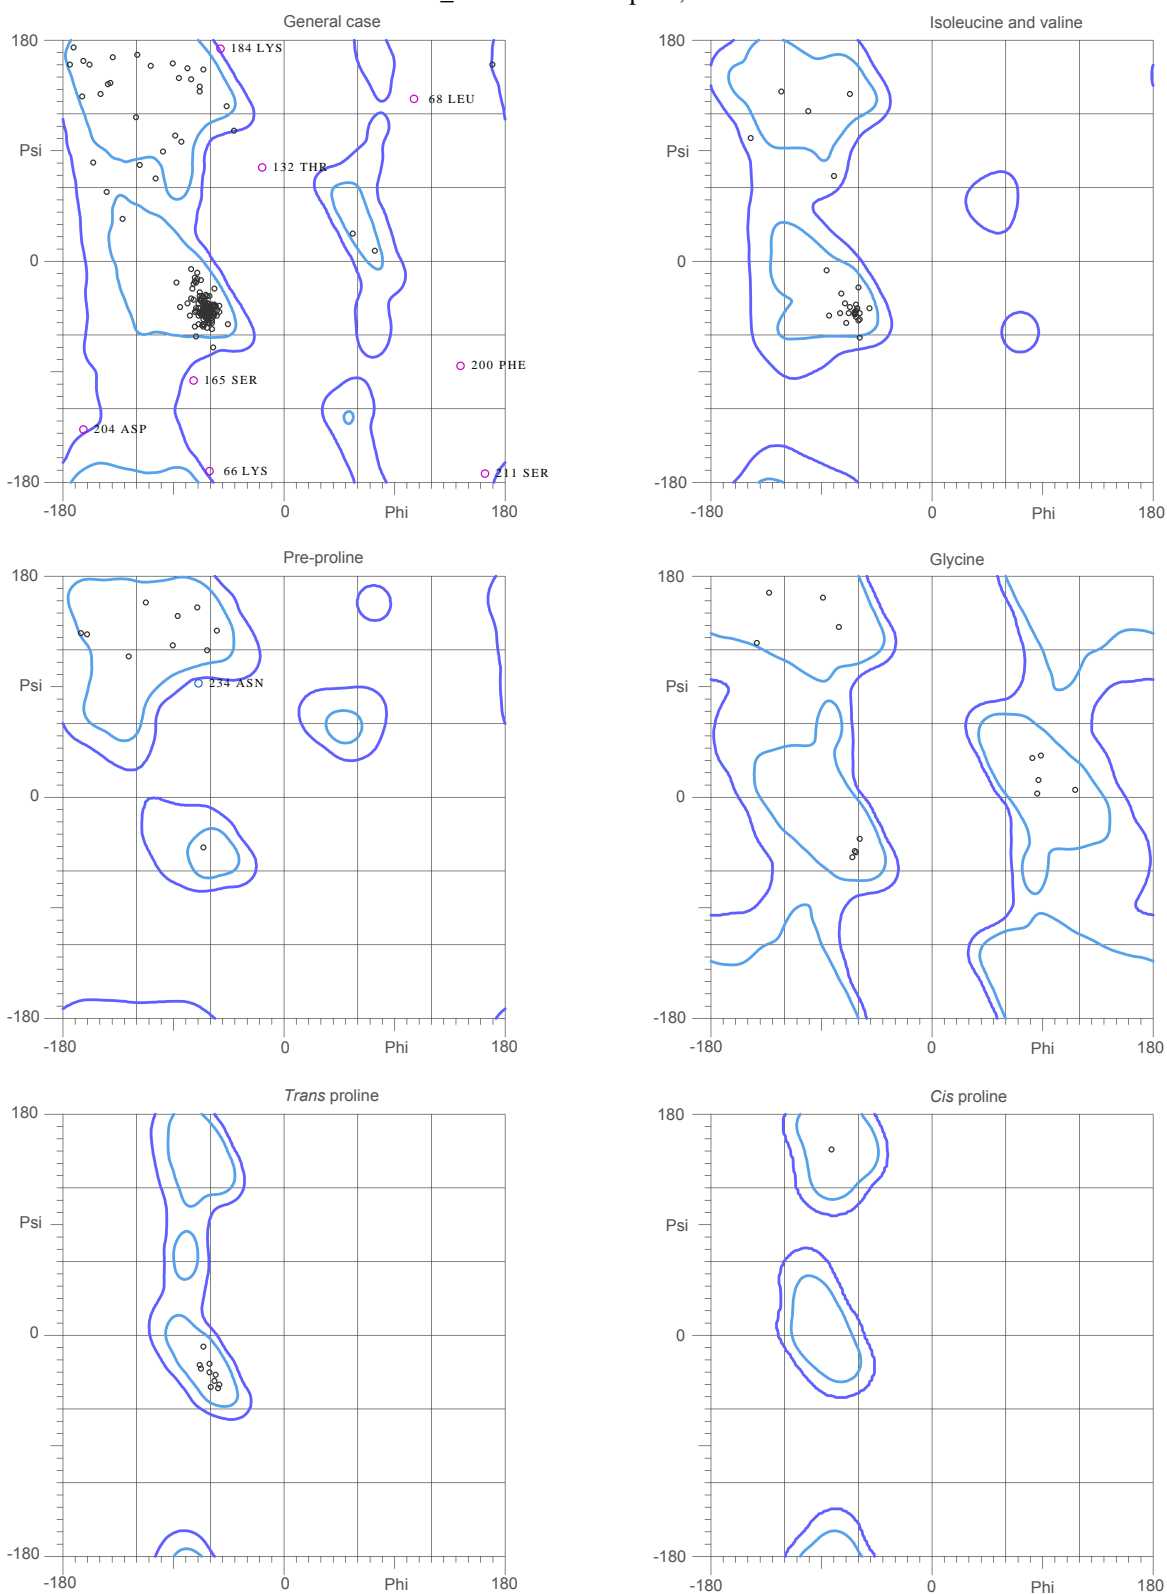 General case
180
184 LYS
68 LEU
Psi
132 THR
0
200 PHE
165 SER
204 ASP
66 LYS
211 SER
-180
-180
0
Phi
180
Isoleucine and valine
180
Psi
0
-180
-180
0
Phi
180
Pre-proline
180
Psi
234 ASN
0
-180
-180
0
Phi
180
Glycine
180
Psi
0
-180
-180
0
Phi
180
Trans proline
180
Psi
0
-180
-180
0
Phi
180
Cis proline
180
Psi
0
-180
-180
0
Phi
180